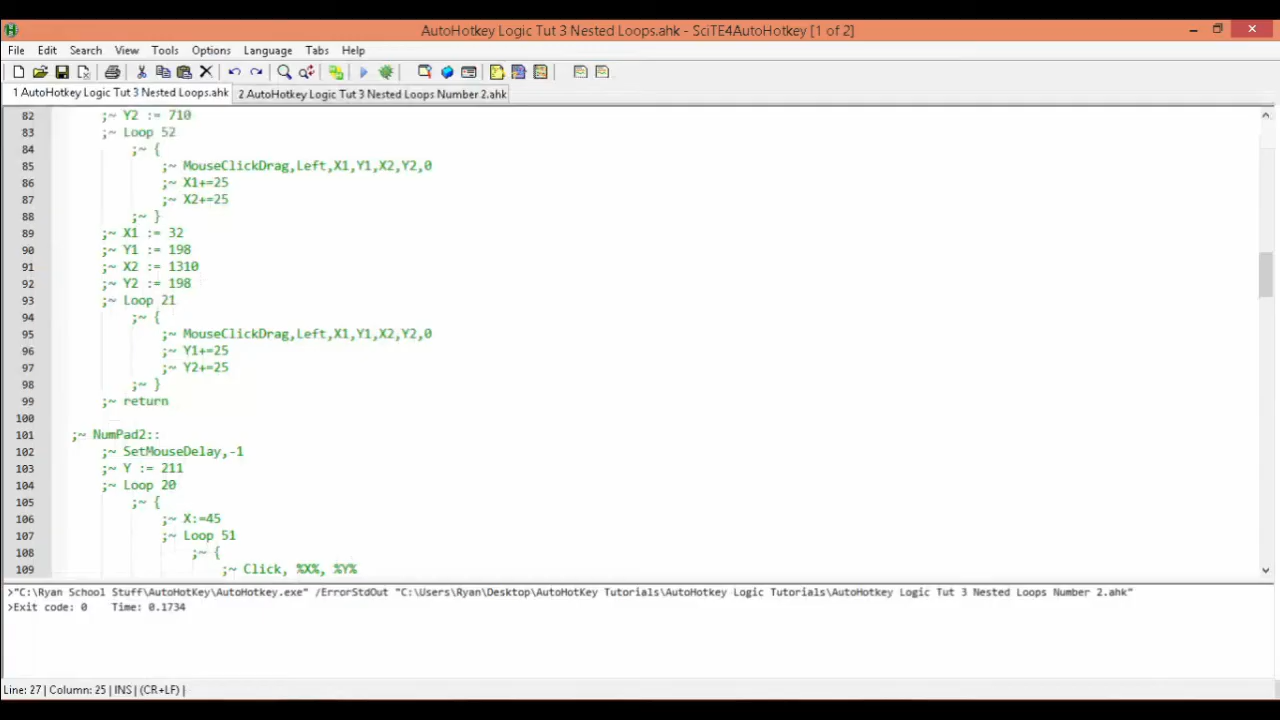 AutoHotkey Logic Tut 3 Nested Loops.ahk - SciTE4AutoHotkey [1 of 2]
File Edit Search View Tools Options Language Tabs Help
1 AutoHotkey Logic Tut 3 Nested Loops.ahk 2 AutoHotkey Logic Tut 3 Nested Loops Number 2.ahk
82 ;~ Y2 := 710
83 ;~ Loop 52
84 ;~ {
85 ;~ MouseClickDrag,Left,X1,Y1,X2,Y2,0
86 ;~ X1+=25
87 ;~ X2+=25
88 ;~ }
89 ;~ X1 := 32
90 ;~ Y1 := 198
91 ;~ X2 := 1310
92 ;~ Y2 := 198
93 ;~ Loop 21
94 ;~ {
95 ;~ MouseClickDrag,Left,X1,Y1,X2,Y2,0
96 ;~ Y1+=25
97 ;~ Y2+=25
98 ;~ }
99 ;~ return
100
101 ;~ NumPad2::
102 ;~ SetMouseDelay,-1
103 ;~ Y := 211
104 ;~ Loop 20
105 ;~ {
106 ;~ X:=45
107 ;~ Loop 51
108 ;~ {
109 ;~ Click, %X%, %Y%
>"C:\Ryan School Stuff\AutoHotKey\AutoHotkey.exe" /ErrorStdOut "C:\Users\Ryan\Desktop\AutoHotKey Tutorials\AutoHotkey Logic Tutorials\AutoHotkey Logic Tut 3 Nested Loops Number 2.ahk"
>Exit code: 0 Time: 0.1734
Line: 27 | Column: 25 | INS | (CR+LF) |